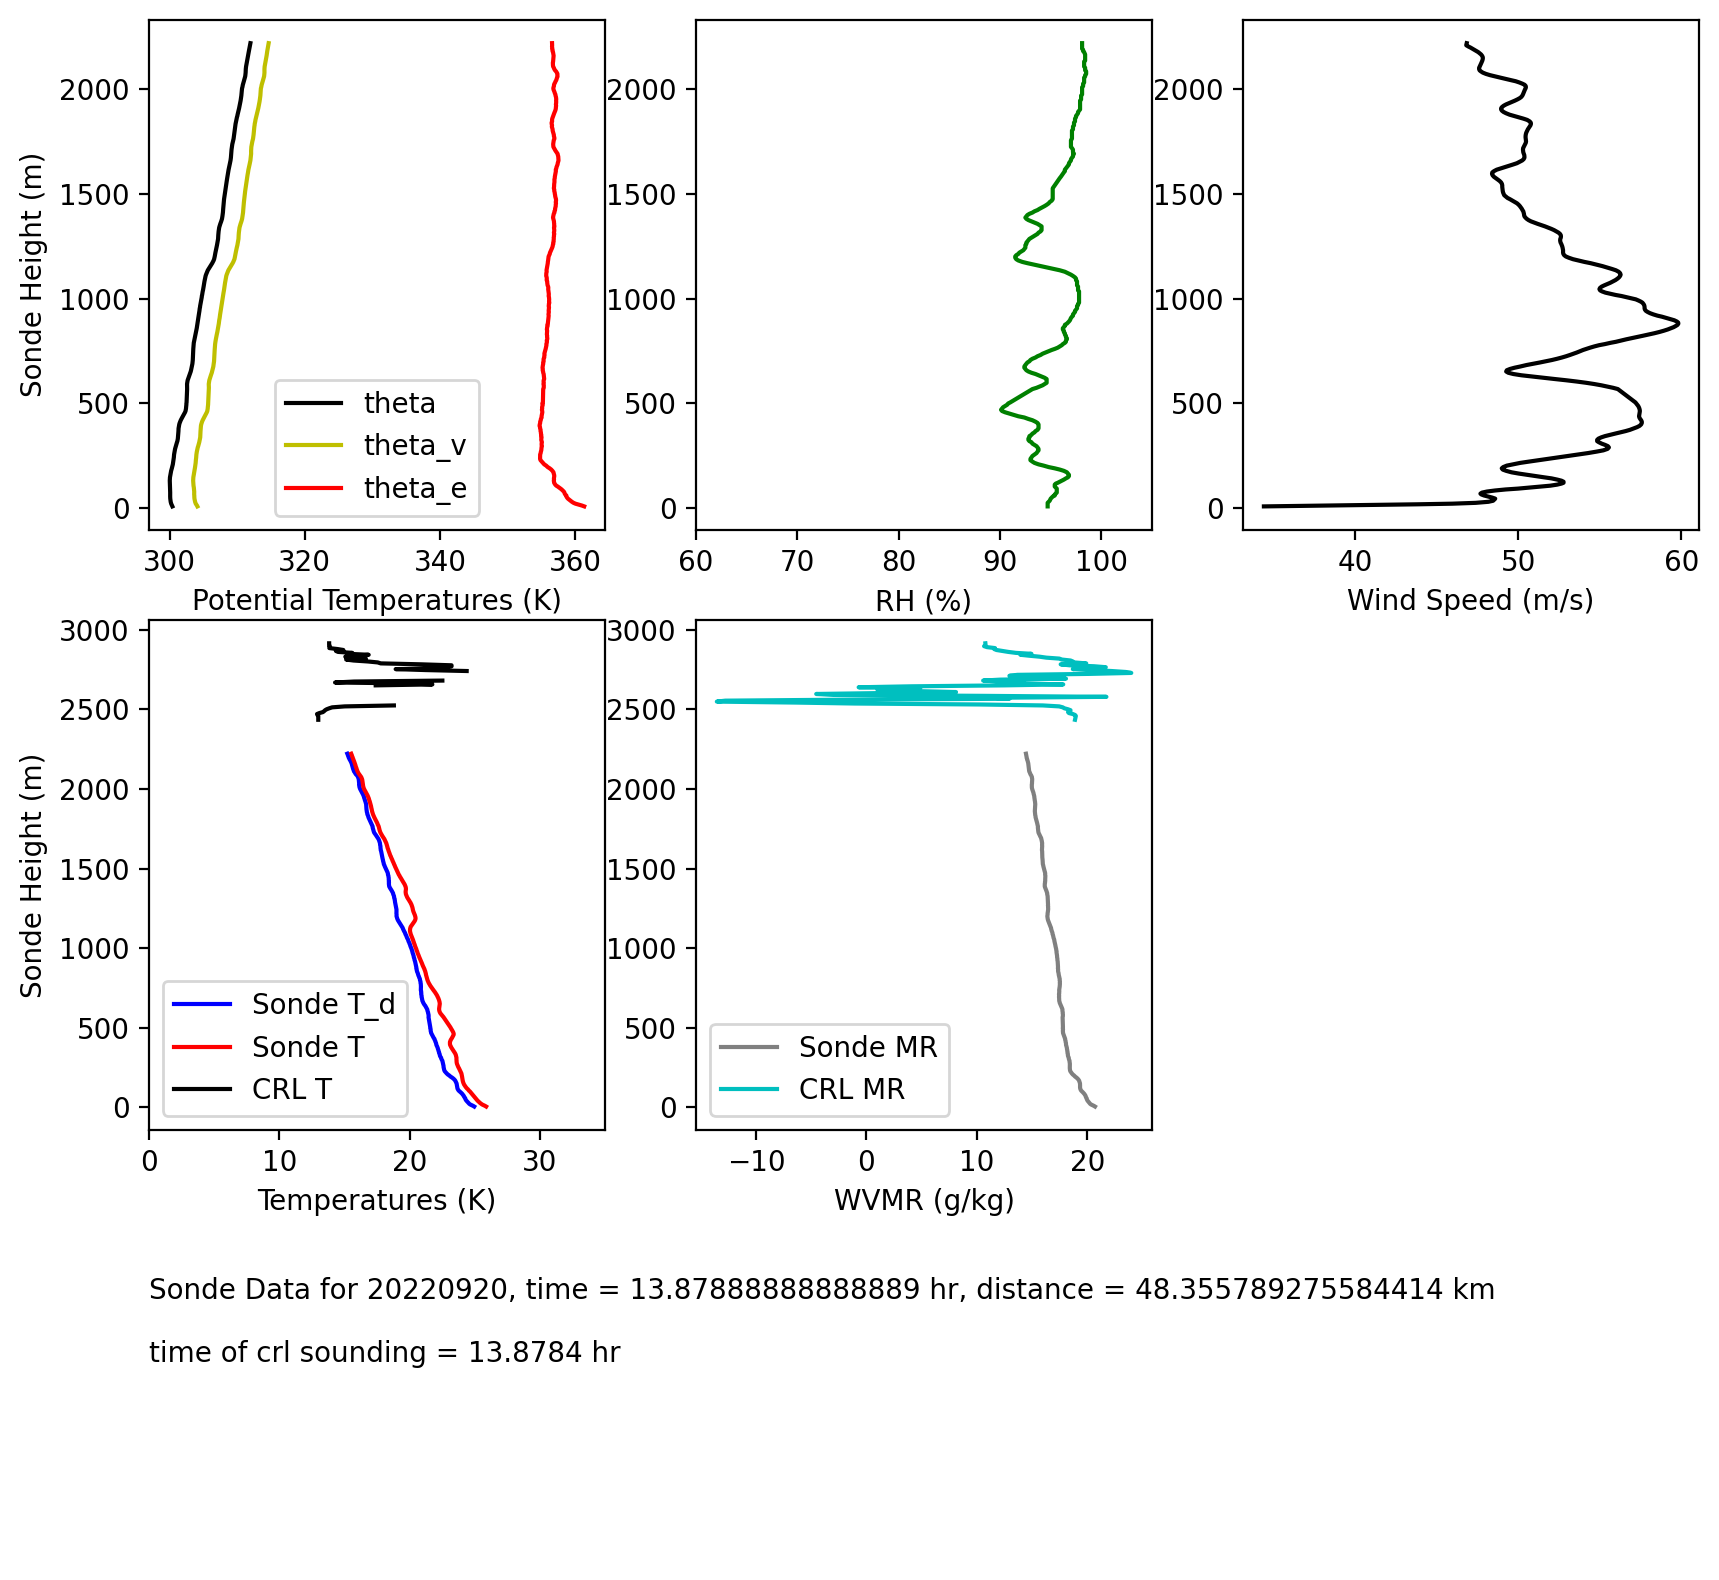 2000
1500
1000
500
0
Sonde Height (m)
theta
theta_v
theta_e
300 320 340 360
Potential Temperatures (K)
2000
1500
1000
500
0
60 70 80 90 100
RH (%)
2000
1500
1000
500
0
40 50 60
Wind Speed (m/s)
3000
2500
2000
1500
1000
500
0
Sonde Height (m)
Sonde T_d
Sonde T
CRL T
0 10 20 30
Temperatures (K)
3000
2500
2000
1500
1000
500
0
Sonde MR
CRL MR
−10 0 10 20
WVMR (g/kg)
Sonde Data for 20220920, time = 13.87888888888889 hr, distance = 48.355789275584414 km
time of crl sounding = 13.8784 hr